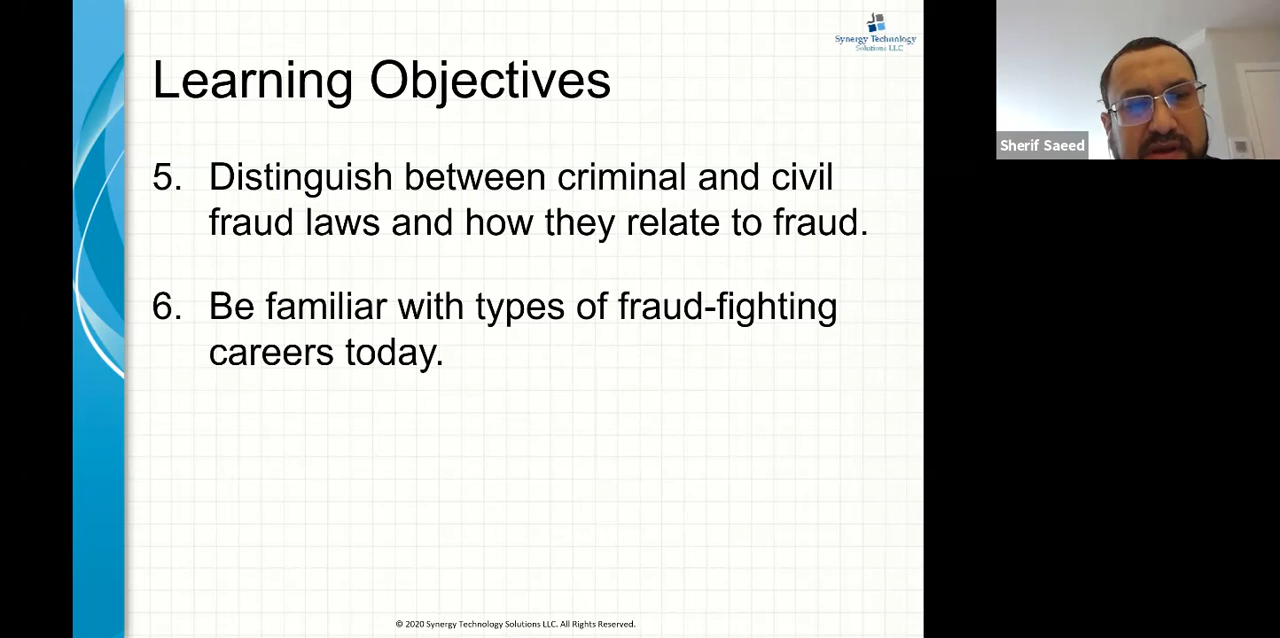 Synergy Technology
Solutions LLC
Learning Objectives
5. Distinguish between criminal and civil
fraud laws and how they relate to fraud.
6. Be familiar with types of fraud-fighting
careers today.
© 2020 Synergy Technology Solutions LLC. All Rights Reserved.
Sherif Saeed